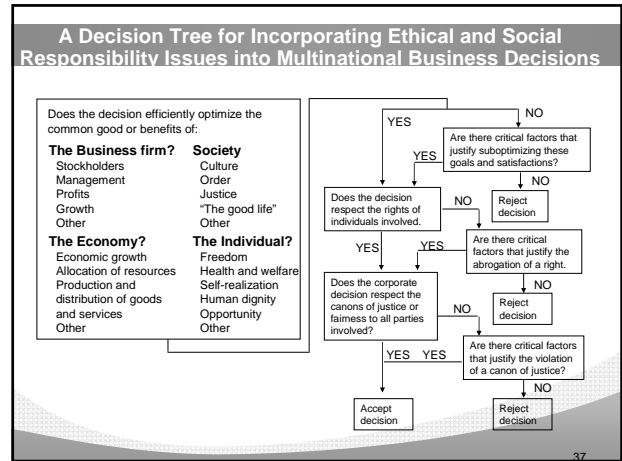 A Decision Tree for Incorporating Ethical and Social
Responsibility Issues into Multinational Business Decisions
Does the decision efficiently optimize the
common good or benefits of:
The Business firm?
Stockholders
Management
Profits
Growth
Other
Society
Culture
Order
Justice
“The good life”
Other
The Economy?
Economic growth
Allocation of resources
Production and
distribution of goods
and services
Other
The Individual?
Freedom
Health and welfare
Self-realization
Human dignity
Opportunity
Other
YES
NO
Are there critical factors that
justify suboptimizing these
goals and satisfactions?
YES
NO
Reject
decision
Does the decision
respect the rights of
individuals involved.
NO
YES
YES
Are there critical
factors that justify the
abrogation of a right.
NO
Reject
decision
Does the corporate
decision respect the
canons of justice or
fairness to all parties
involved?
NO
YES
YES
Are there critical factors
that justify the violation
of a canon of justice?
NO
Accept
decision
Reject
decision
37